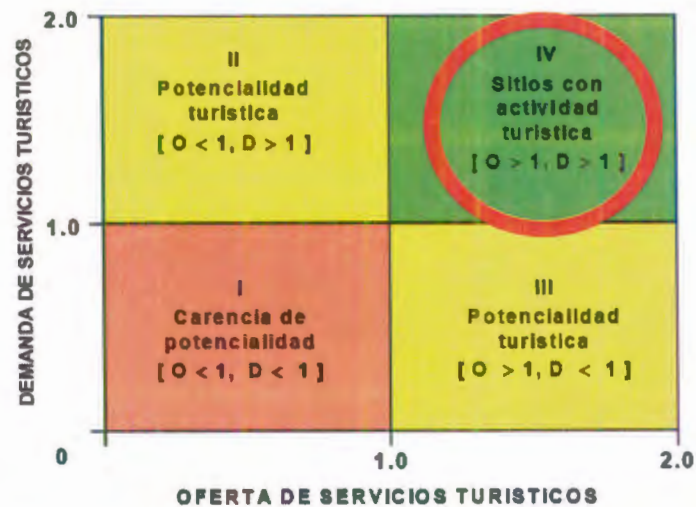 DEMANDA DE SERVICIOS TURISTICOS
2.0
II
Potencialidad
turistica
[ O < 1, D > 1 ]
IV
Sitios con
actividad
turistica
[ O > 1, D > 1 ]
1.0
I
Carencia de
potencialidad
[ O < 1, D < 1 ]
III
Potencialidad
turistica
[ O > 1, D < 1 ]
0
1.0
2.0
OFERTA DE SERVICIOS TURISTICOS